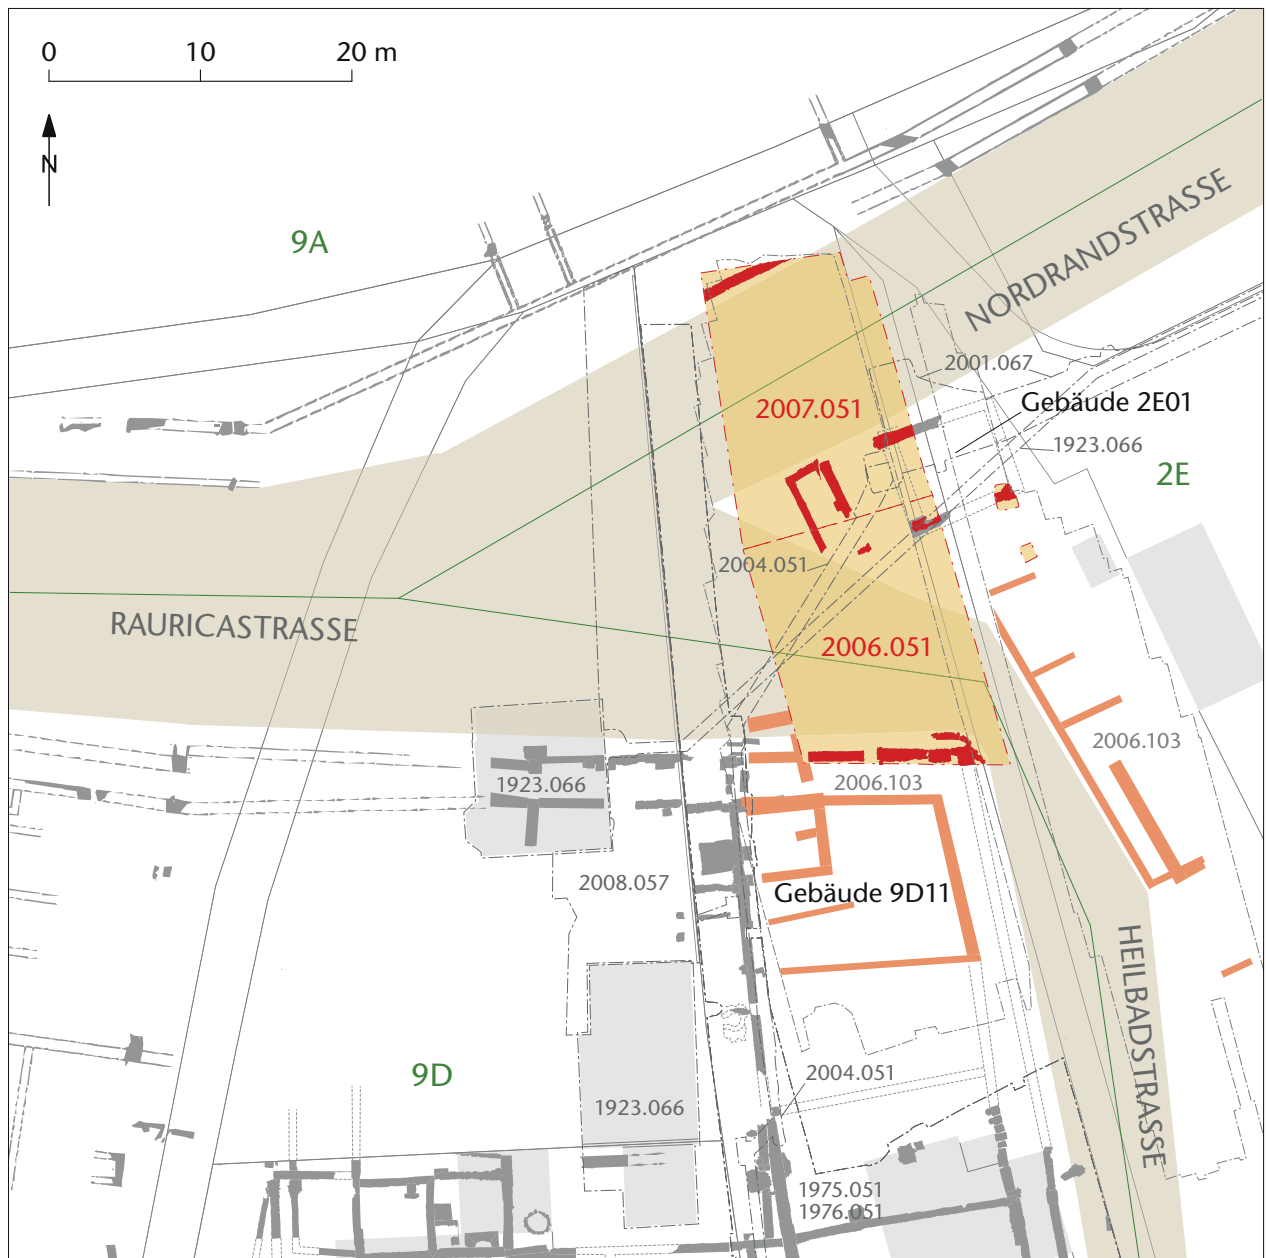 0 10 20 m
N
9A
NORDRANDSTRASSE
2001.067
2007.051
Gebäude 2E01
1923.066
2E
2004.051
RAURICASTRASSE
2006.051
2006.103
1923.066
2006.103
2008.057
Gebäude 9D11
HEILBADSTRASSE
9D
2004.051
1923.066
1975.051
1976.051